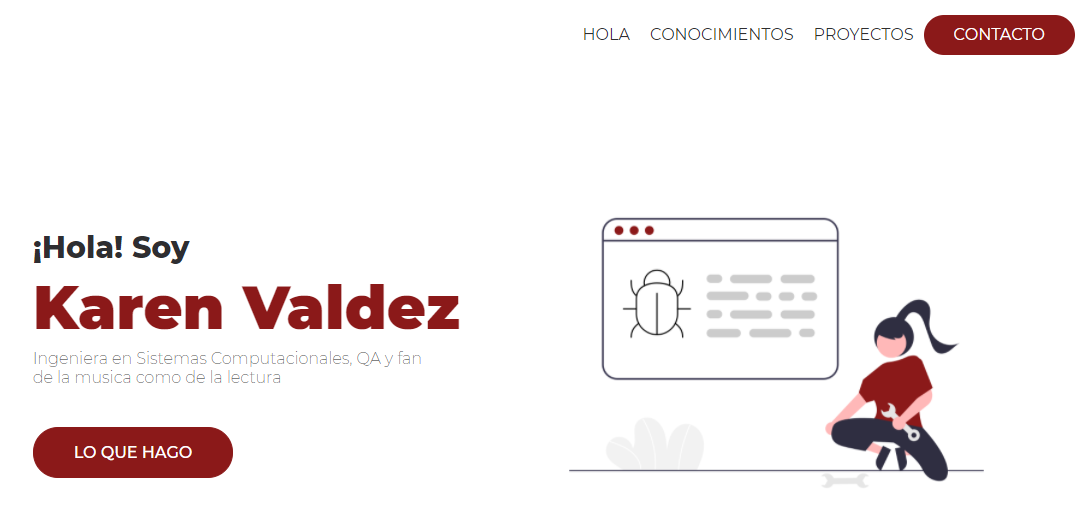 HOLA CONOCIMIENTOS PROYECTOS CONTACTO
¡Hola! Soy
Karen Valdez
Ingeniera en Sistemas Computacionales, QA y fan
de la musica como de la lectura
LO QUE HAGO